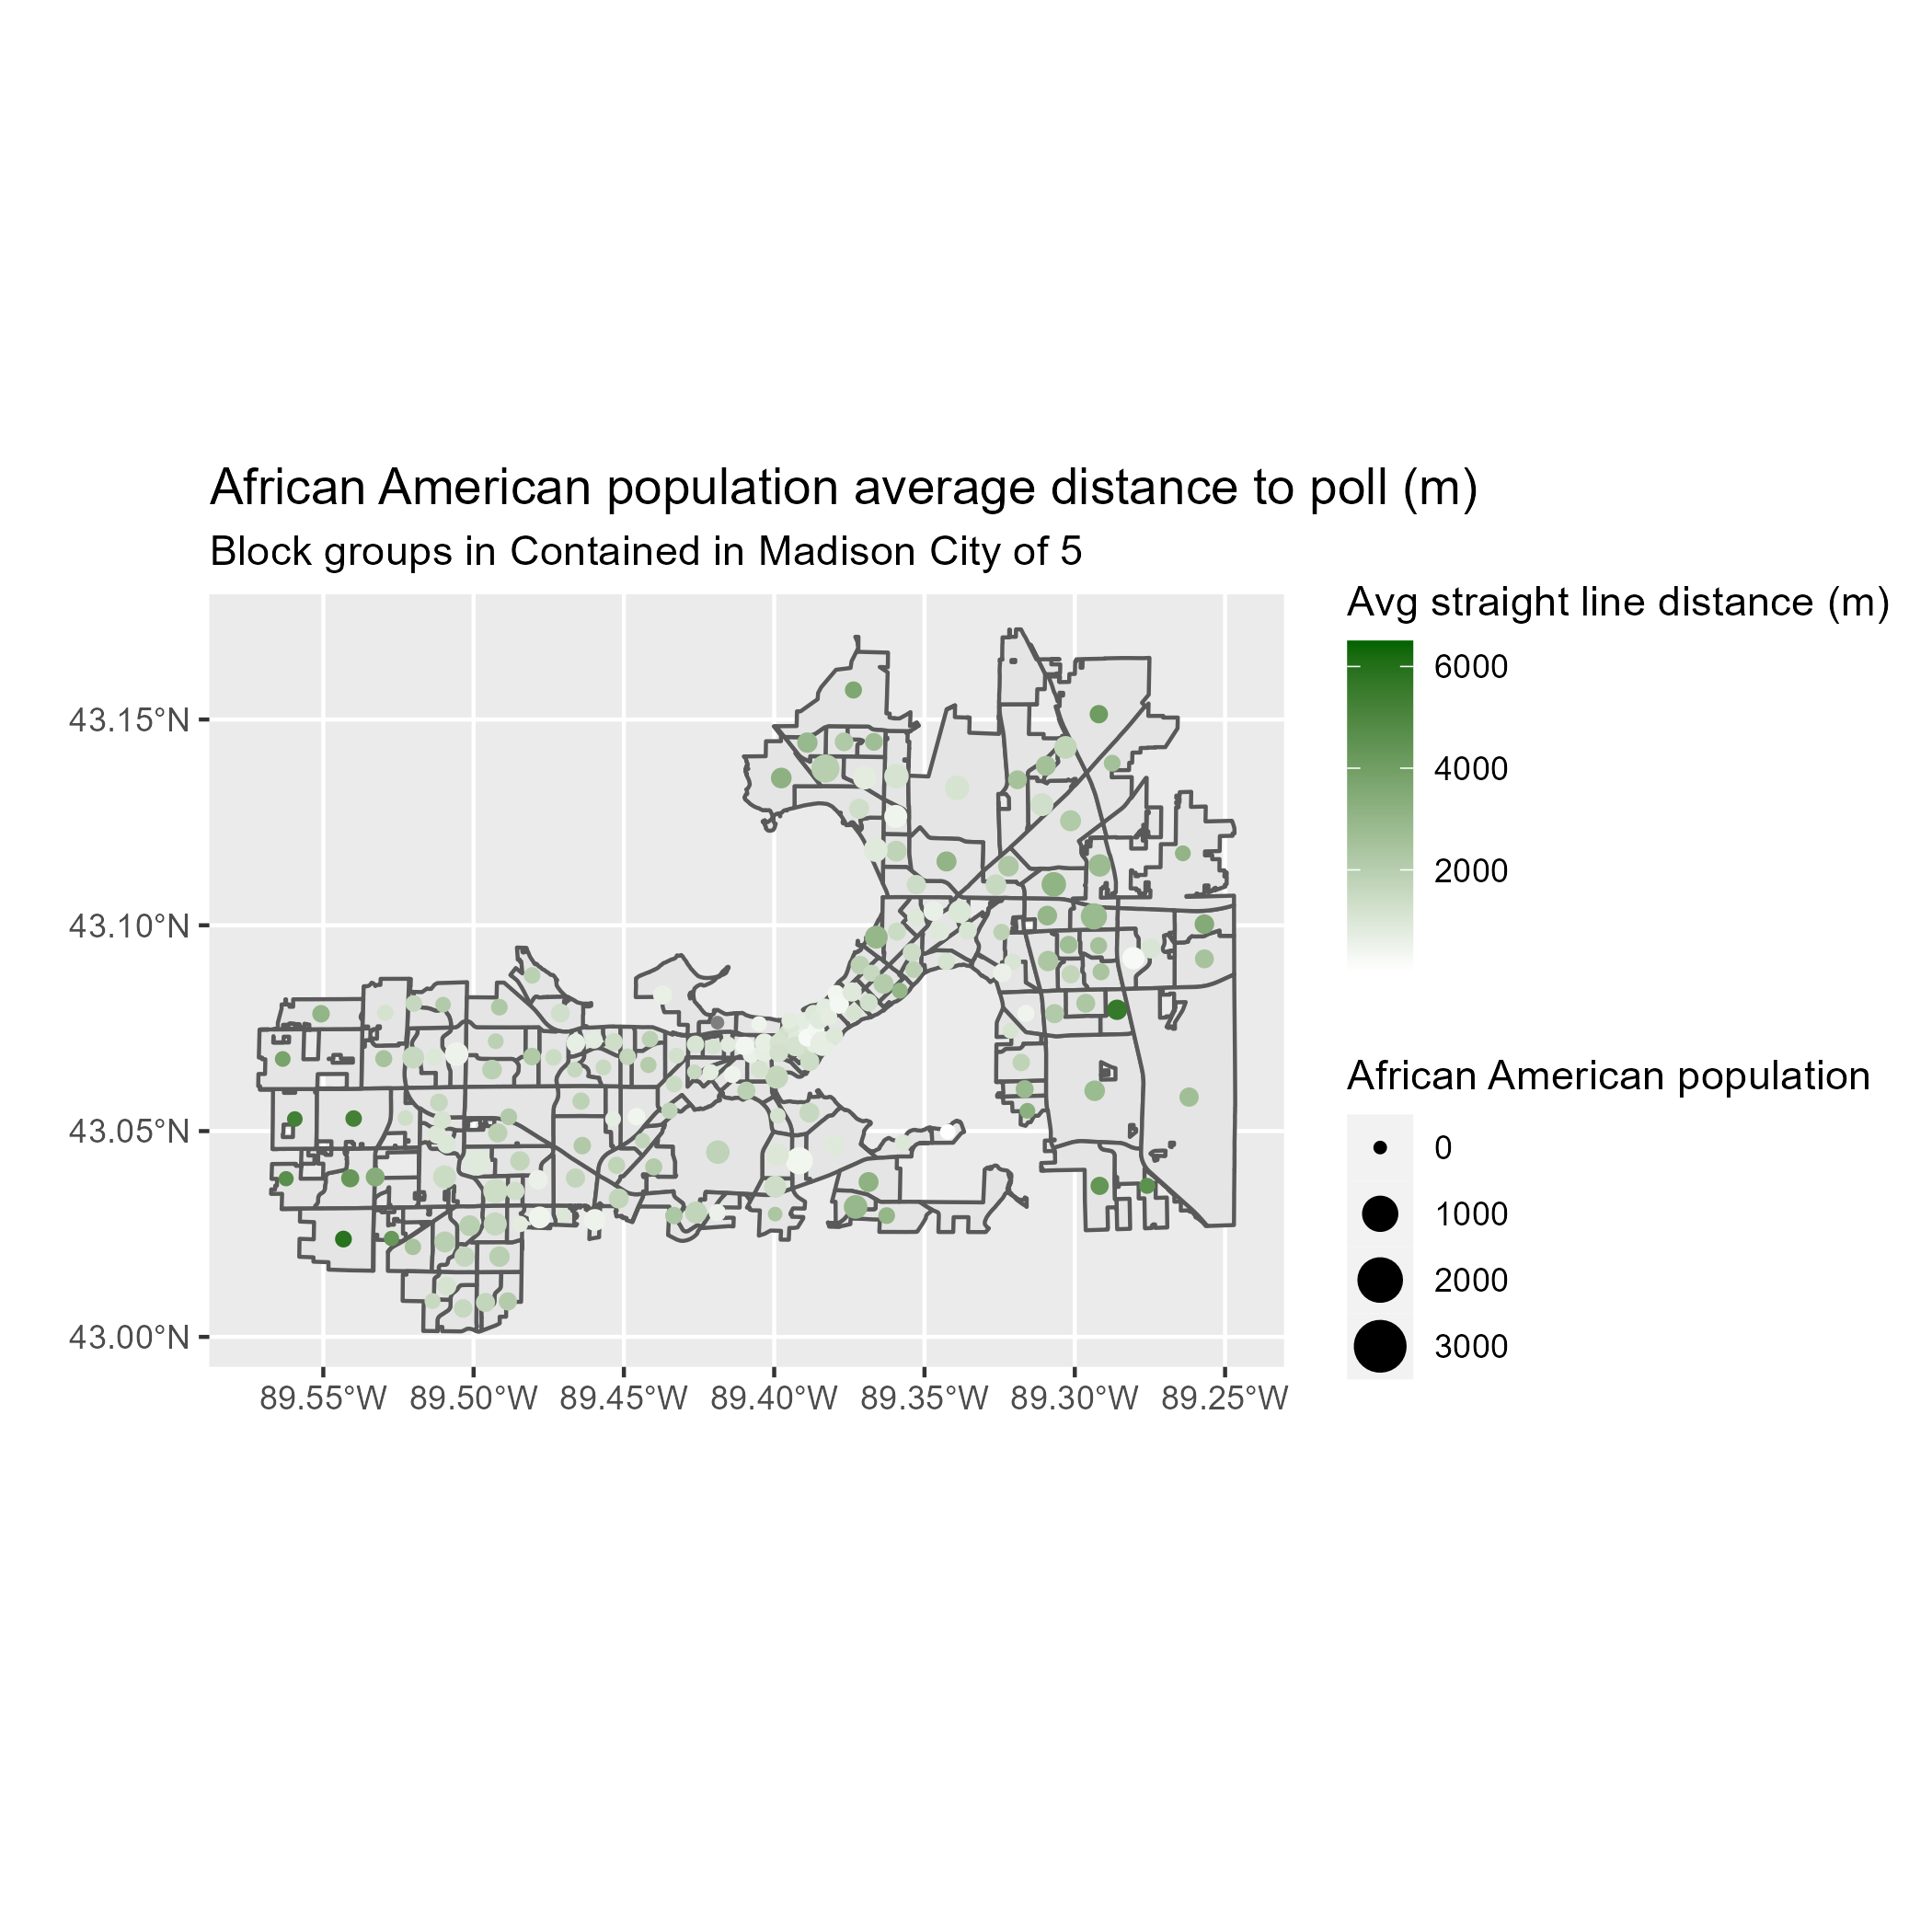 African American population average distance to poll (m)
Block groups in Contained in Madison City of 5
43.15°N
43.10°N
43.05°N
43.00°N
89.55°W 89.50°W 89.45°W 89.40°W 89.35°W 89.30°W 89.25°W
Avg straight line distance (m)
6000
4000
2000
African American population
0
1000
2000
3000